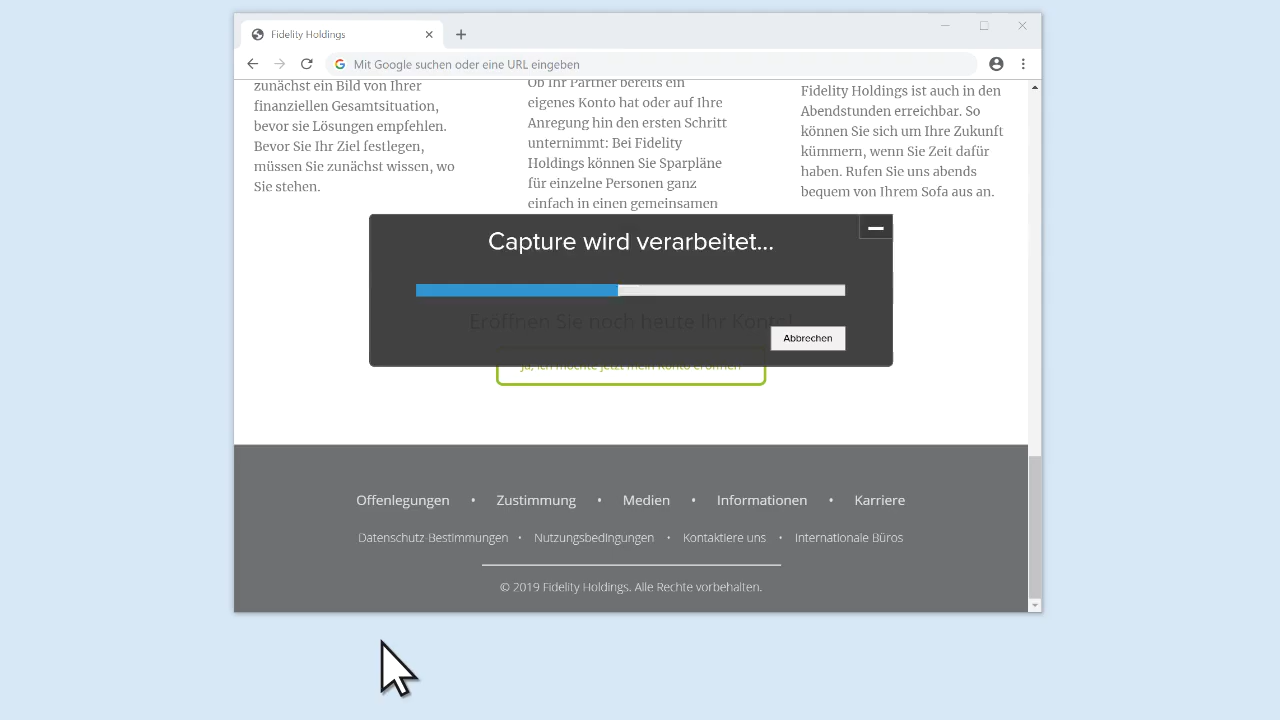 Fidelity Holdings
Mit Google suchen oder eine URL eingeben
zunächst ein Bild von Ihrer
finanziellen Gesamtsituation,
bevor sie Lösungen empfehlen.
Bevor Sie Ihr Ziel festlegen,
müssen Sie zunächst wissen, wo
Sie stehen.
Ob Ihr Partner bereits ein
eigenes Konto hat oder auf Ihre
Anregung hin den ersten Schritt
unternimmt: Bei Fidelity
Holdings können Sie Sparpläne
für einzelne Personen ganz
einfach in einen gemeinsamen
Fidelity Holdings ist auch in den
Abendstunden erreichbar. So
können Sie sich um Ihre Zukunft
kümmern, wenn Sie Zeit dafür
haben. Rufen Sie uns abends
bequem von Ihrem Sofa aus an.
Capture wird verarbeitet...
Eröffnen Sie noch heute Ihr Konto!
Abbrechen
Ja, ich möchte jetzt mein Konto eröffnen
Offenlegungen • Zustimmung • Medien • Informationen • Karriere
Datenschutz-Bestimmungen • Nutzungsbedingungen • Kontaktiere uns • Internationale Büros
© 2019 Fidelity Holdings. Alle Rechte vorbehalten.